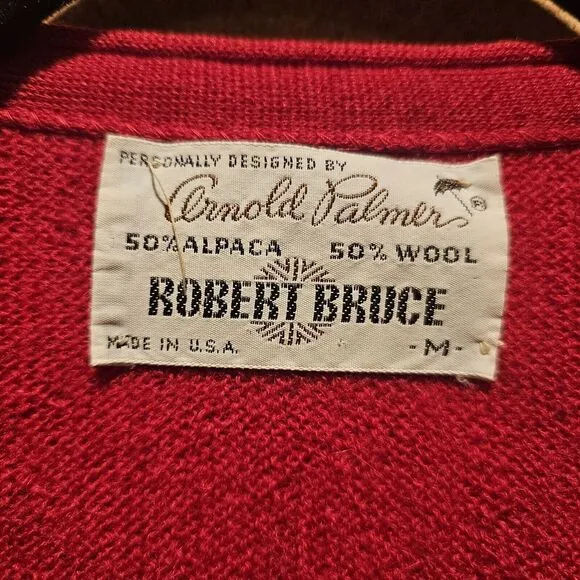 PERSONALLY DESIGNED BY
Arnold Palmer ®
50% ALPACA 50% WOOL
ROBERT BRUCE
MADE IN U.S.A. -M-